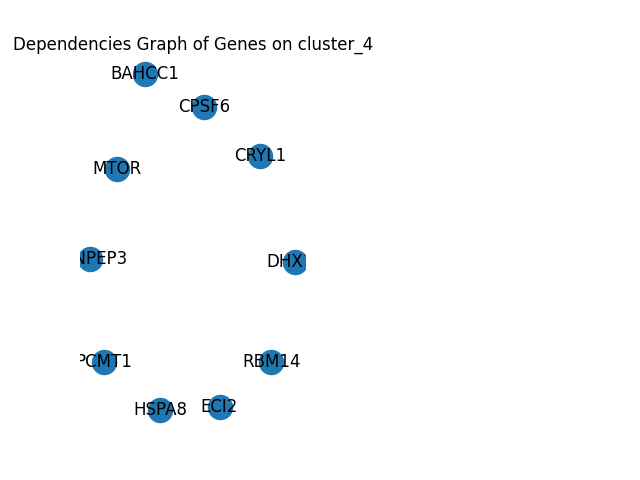 Dependencies Graph of Genes on cluster_4
BAHCC1
CPSF6
CRYL1
MTOR
NPEP3
DHX
PCMT1
RBM14
HSPA8
ECI2